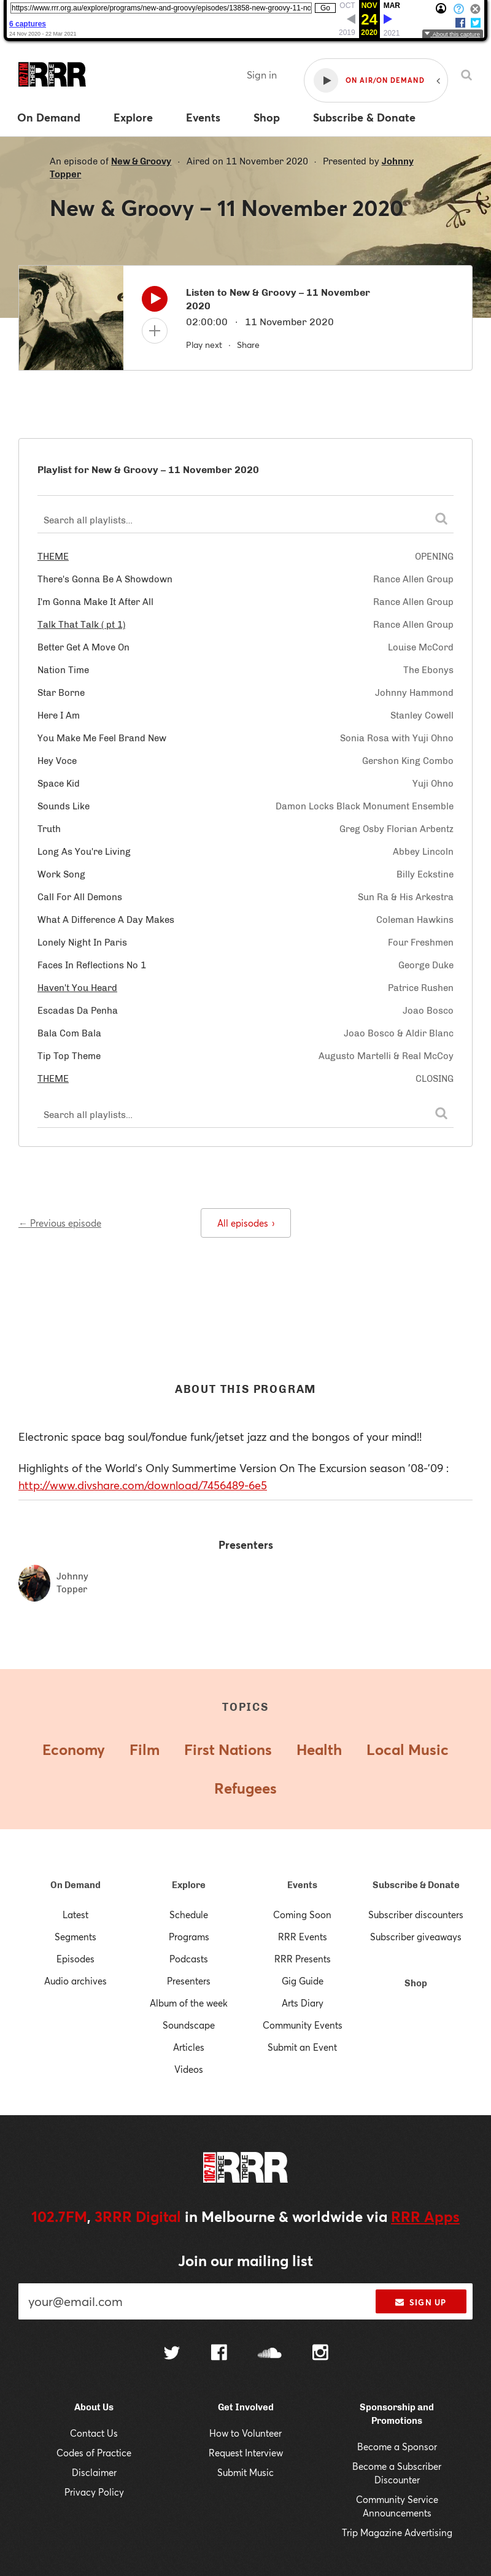 https://www.rrr.org.au/explore/programs/new-and-groovy/episodes/13858-new-groovy-11-no Go OCT NOV MAR
24
6 captures
24 Nov 2020 - 22 Mar 2021 2019 2020 2021 About this capture
102.7 FM THREE TRIPLE RRR Sign in ON AIR/ON DEMAND ‹
On Demand Explore Events Shop Subscribe & Donate
An episode of New & Groovy · Aired on 11 November 2020 · Presented by Johnny
Topper
New & Groovy – 11 November 2020
Listen to New & Groovy – 11 November
2020
02:00:00 · 11 November 2020
Play next · Share
Playlist for New & Groovy – 11 November 2020
Search all playlists...
THEME OPENING
There's Gonna Be A Showdown Rance Allen Group
I'm Gonna Make It After All Rance Allen Group
Talk That Talk ( pt 1) Rance Allen Group
Better Get A Move On Louise McCord
Nation Time The Ebonys
Star Borne Johnny Hammond
Here I Am Stanley Cowell
You Make Me Feel Brand New Sonia Rosa with Yuji Ohno
Hey Voce Gershon King Combo
Space Kid Yuji Ohno
Sounds Like Damon Locks Black Monument Ensemble
Truth Greg Osby Florian Arbentz
Long As You're Living Abbey Lincoln
Work Song Billy Eckstine
Call For All Demons Sun Ra & His Arkestra
What A Difference A Day Makes Coleman Hawkins
Lonely Night In Paris Four Freshmen
Faces In Reflections No 1 George Duke
Haven't You Heard Patrice Rushen
Escadas Da Penha Joao Bosco
Bala Com Bala Joao Bosco & Aldir Blanc
Tip Top Theme Augusto Martelli & Real McCoy
THEME CLOSING
Search all playlists...
← Previous episode All episodes ›
ABOUT THIS PROGRAM
Electronic space bag soul/fondue funk/jetset jazz and the bongos of your mind!!
Highlights of the World's Only Summertime Version On The Excursion season '08-'09 :
http://www.divshare.com/download/7456489-6e5
Presenters
Johnny
Topper
TOPICS
Economy Film First Nations Health Local Music
Refugees
On Demand Explore Events Subscribe & Donate
Latest Schedule Coming Soon Subscriber discounters
Segments Programs RRR Events Subscriber giveaways
Episodes Podcasts RRR Presents
Audio archives Presenters Gig Guide Shop
Album of the week Arts Diary
Soundscape Community Events
Articles Submit an Event
Videos
102.7 FM THREE TRIPLE RRR
102.7FM, 3RRR Digital in Melbourne & worldwide via RRR Apps
Join our mailing list
your@email.com SIGN UP
About Us Get Involved Sponsorship and
Promotions
Contact Us How to Volunteer Become a Sponsor
Codes of Practice Request Interview Become a Subscriber
Discounter
Disclaimer Submit Music Community Service
Announcements
Privacy Policy Trip Magazine Advertising